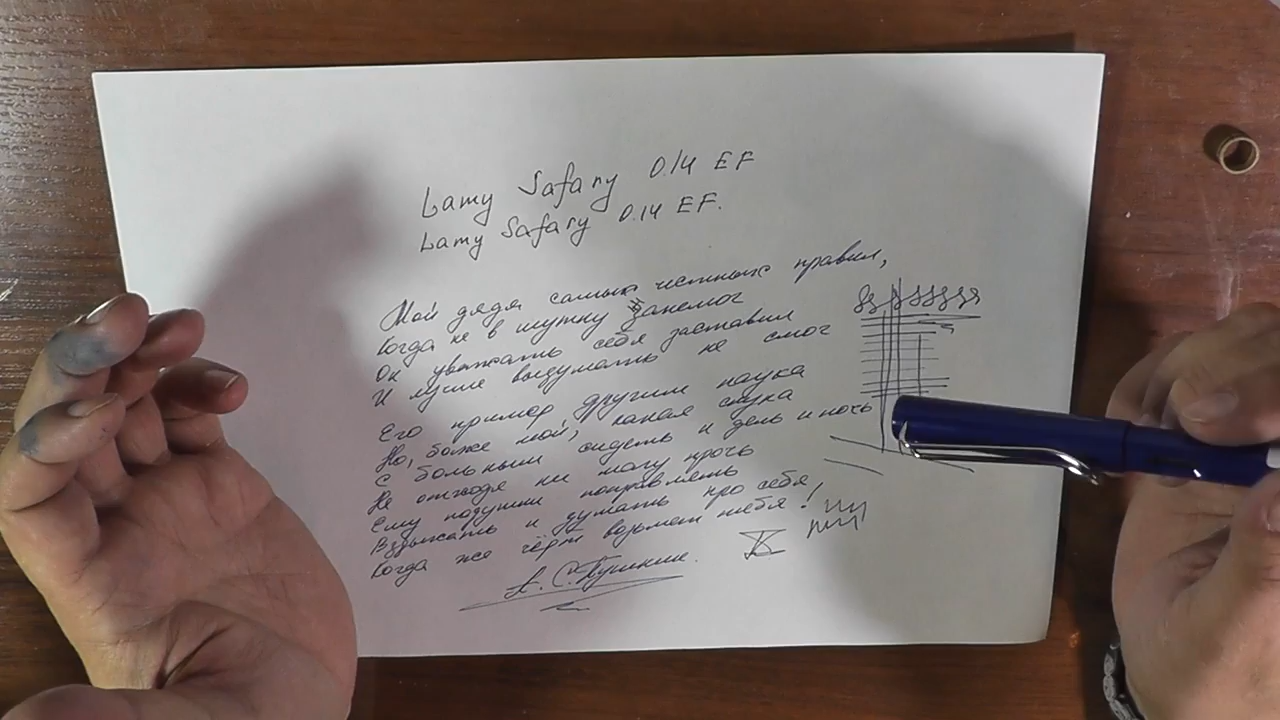 Lamy Safary 0.14 EF
Lamy Safary 0.14 EF.
Мой дядя самых честных правил,
Когда не в шутку занемог
Он уважать себя заставил
И лучше выдумать не смог
Его пример, другим наука
Но, боже мой, какая скука
С больным сидеть и день и ночь
Не отходя ни шагу прочь
Ему подушки поправлять
Вздыхать и думать про себя
Когда же чёрт возьмет тебя!
А. С. Пушкин.